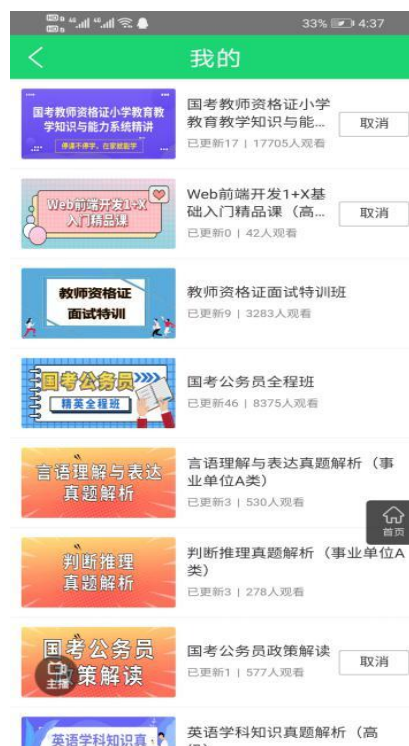 33% 4:37
我的
国考教师资格证小学教育教
学知识与能力系统精讲
停课不停学，在家就能学
国考教师资格证小学
教育教学知识与能...
取消
已更新17 | 17705人观看
Web前端开发1+X
入门精品课
Web前端开发1+X基
础入门精品课（高...
取消
已更新0 | 42人观看
教师资格证
面试特训
教师资格证面试特训班
已更新9 | 3283人观看
国考公务员
精英全程班
国考公务员全程班
已更新46 | 8375人观看
言语理解与表达
真题解析
言语理解与表达真题解析（事
业单位A类）
已更新3 | 530人观看
首页
判断推理
真题解析
判断推理真题解析（事业单位A
类）
已更新3 | 278人观看
国考公务员
政策解读
主播
国考公务员政策解读
已更新1 | 577人观看
取消
英语学科知识真
英语学科知识真题解析（高